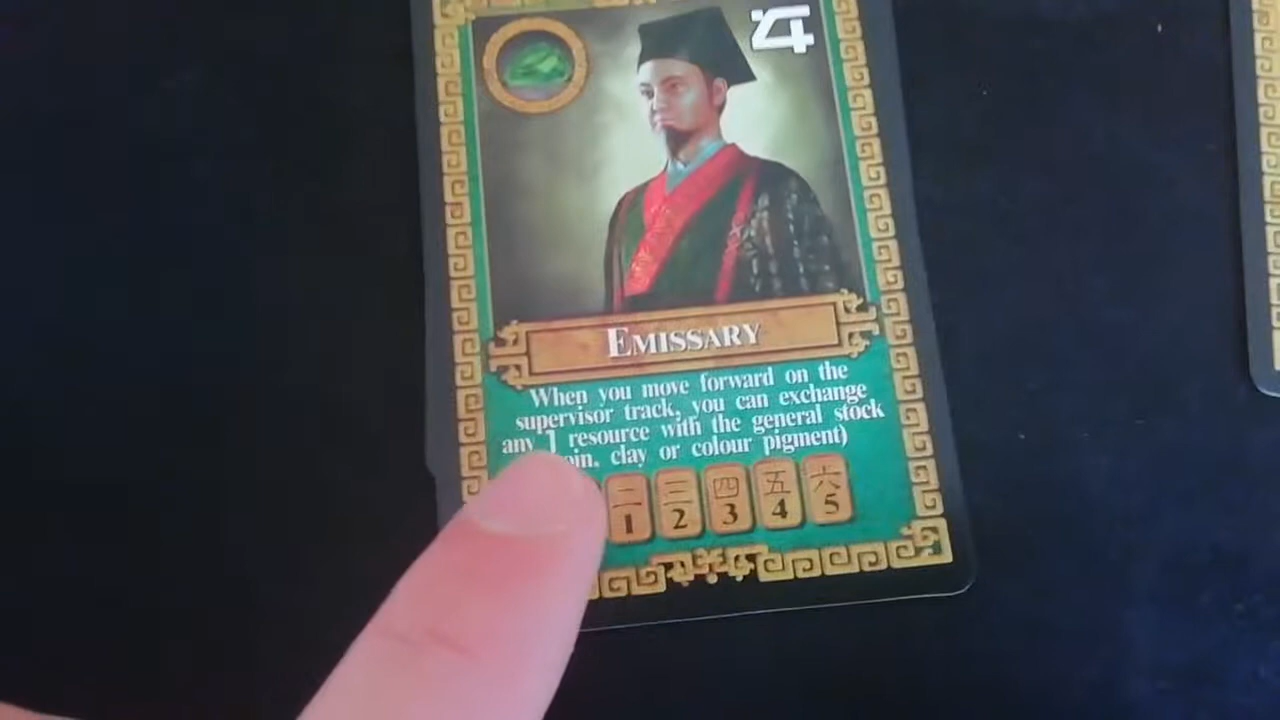 EMISSARY
When you move forward on the
supervisor track, you can exchange
any 1 resource with the general stock
clay or colour pigment)
二 三 四 五 六
1 2 3 4 5